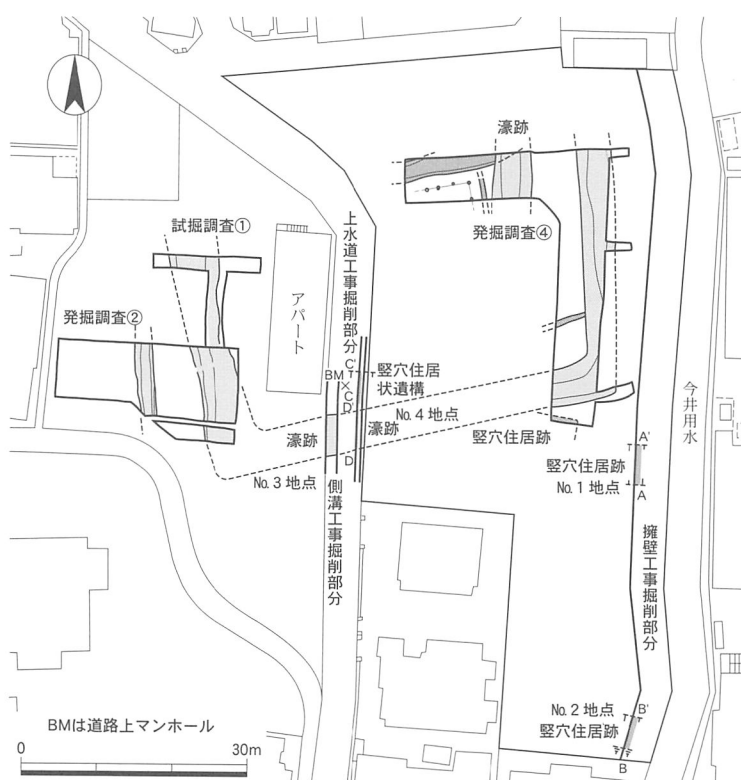 濠跡
試掘調査①
発掘調査④
上水道工事掘削部分
アパート
発掘調査②
C'
BM
竪穴住居
状遺構
C
D'
No.4 地点
今井用水
濠跡
濠跡
竪穴住居跡
A'
D
竪穴住居跡
No.3 地点
No.1 地点
A
側溝工事掘削部分
擁壁工事掘削部分
No.2 地点
B'
竪穴住居跡
BMは道路上マンホール
0
30m
B